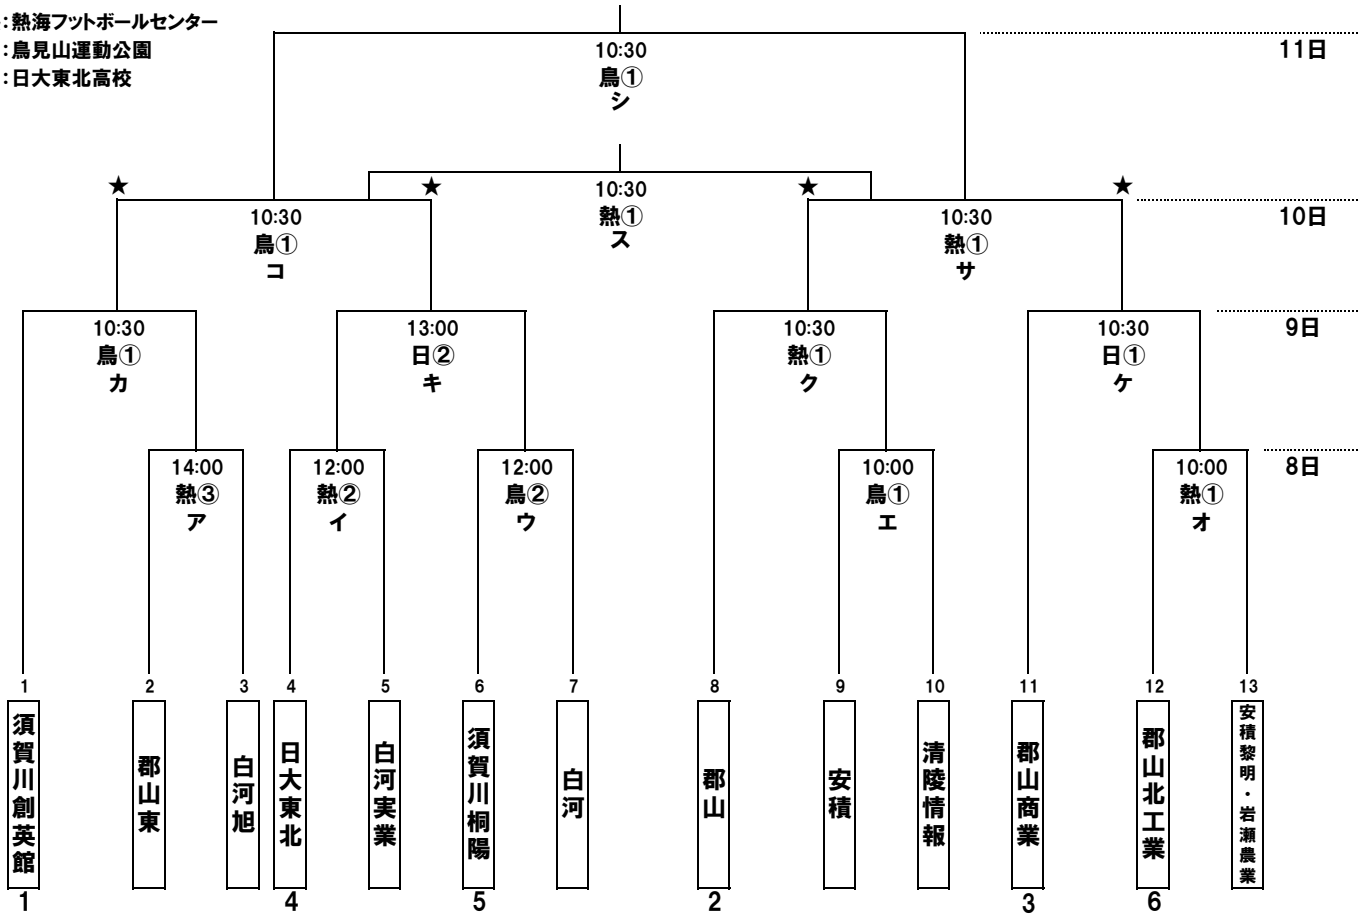 :熱海フットボールセンター
:鳥見山運動公園
:日大東北高校
10:30
鳥①
シ
11日
★
★
10:30
熱①
ス
★
★
10:30
鳥①
コ
10:30
熱①
サ
10日
10:30
鳥①
カ
13:00
日②
キ
10:30
熱①
ク
10:30
日①
ケ
9日
14:00
熱③
ア
12:00
熱②
イ
12:00
鳥②
ウ
10:00
鳥①
エ
10:00
熱①
オ
8日
1
2
3
4
5
6
7
8
9
10
11
12
13
須賀川創英館
郡山東
白河旭
日大東北
白河実業
須賀川桐陽
白河
郡山
安積
清陵情報
郡山商業
郡山北工業
安積黎明・岩瀬農業
1
4
5
2
3
6